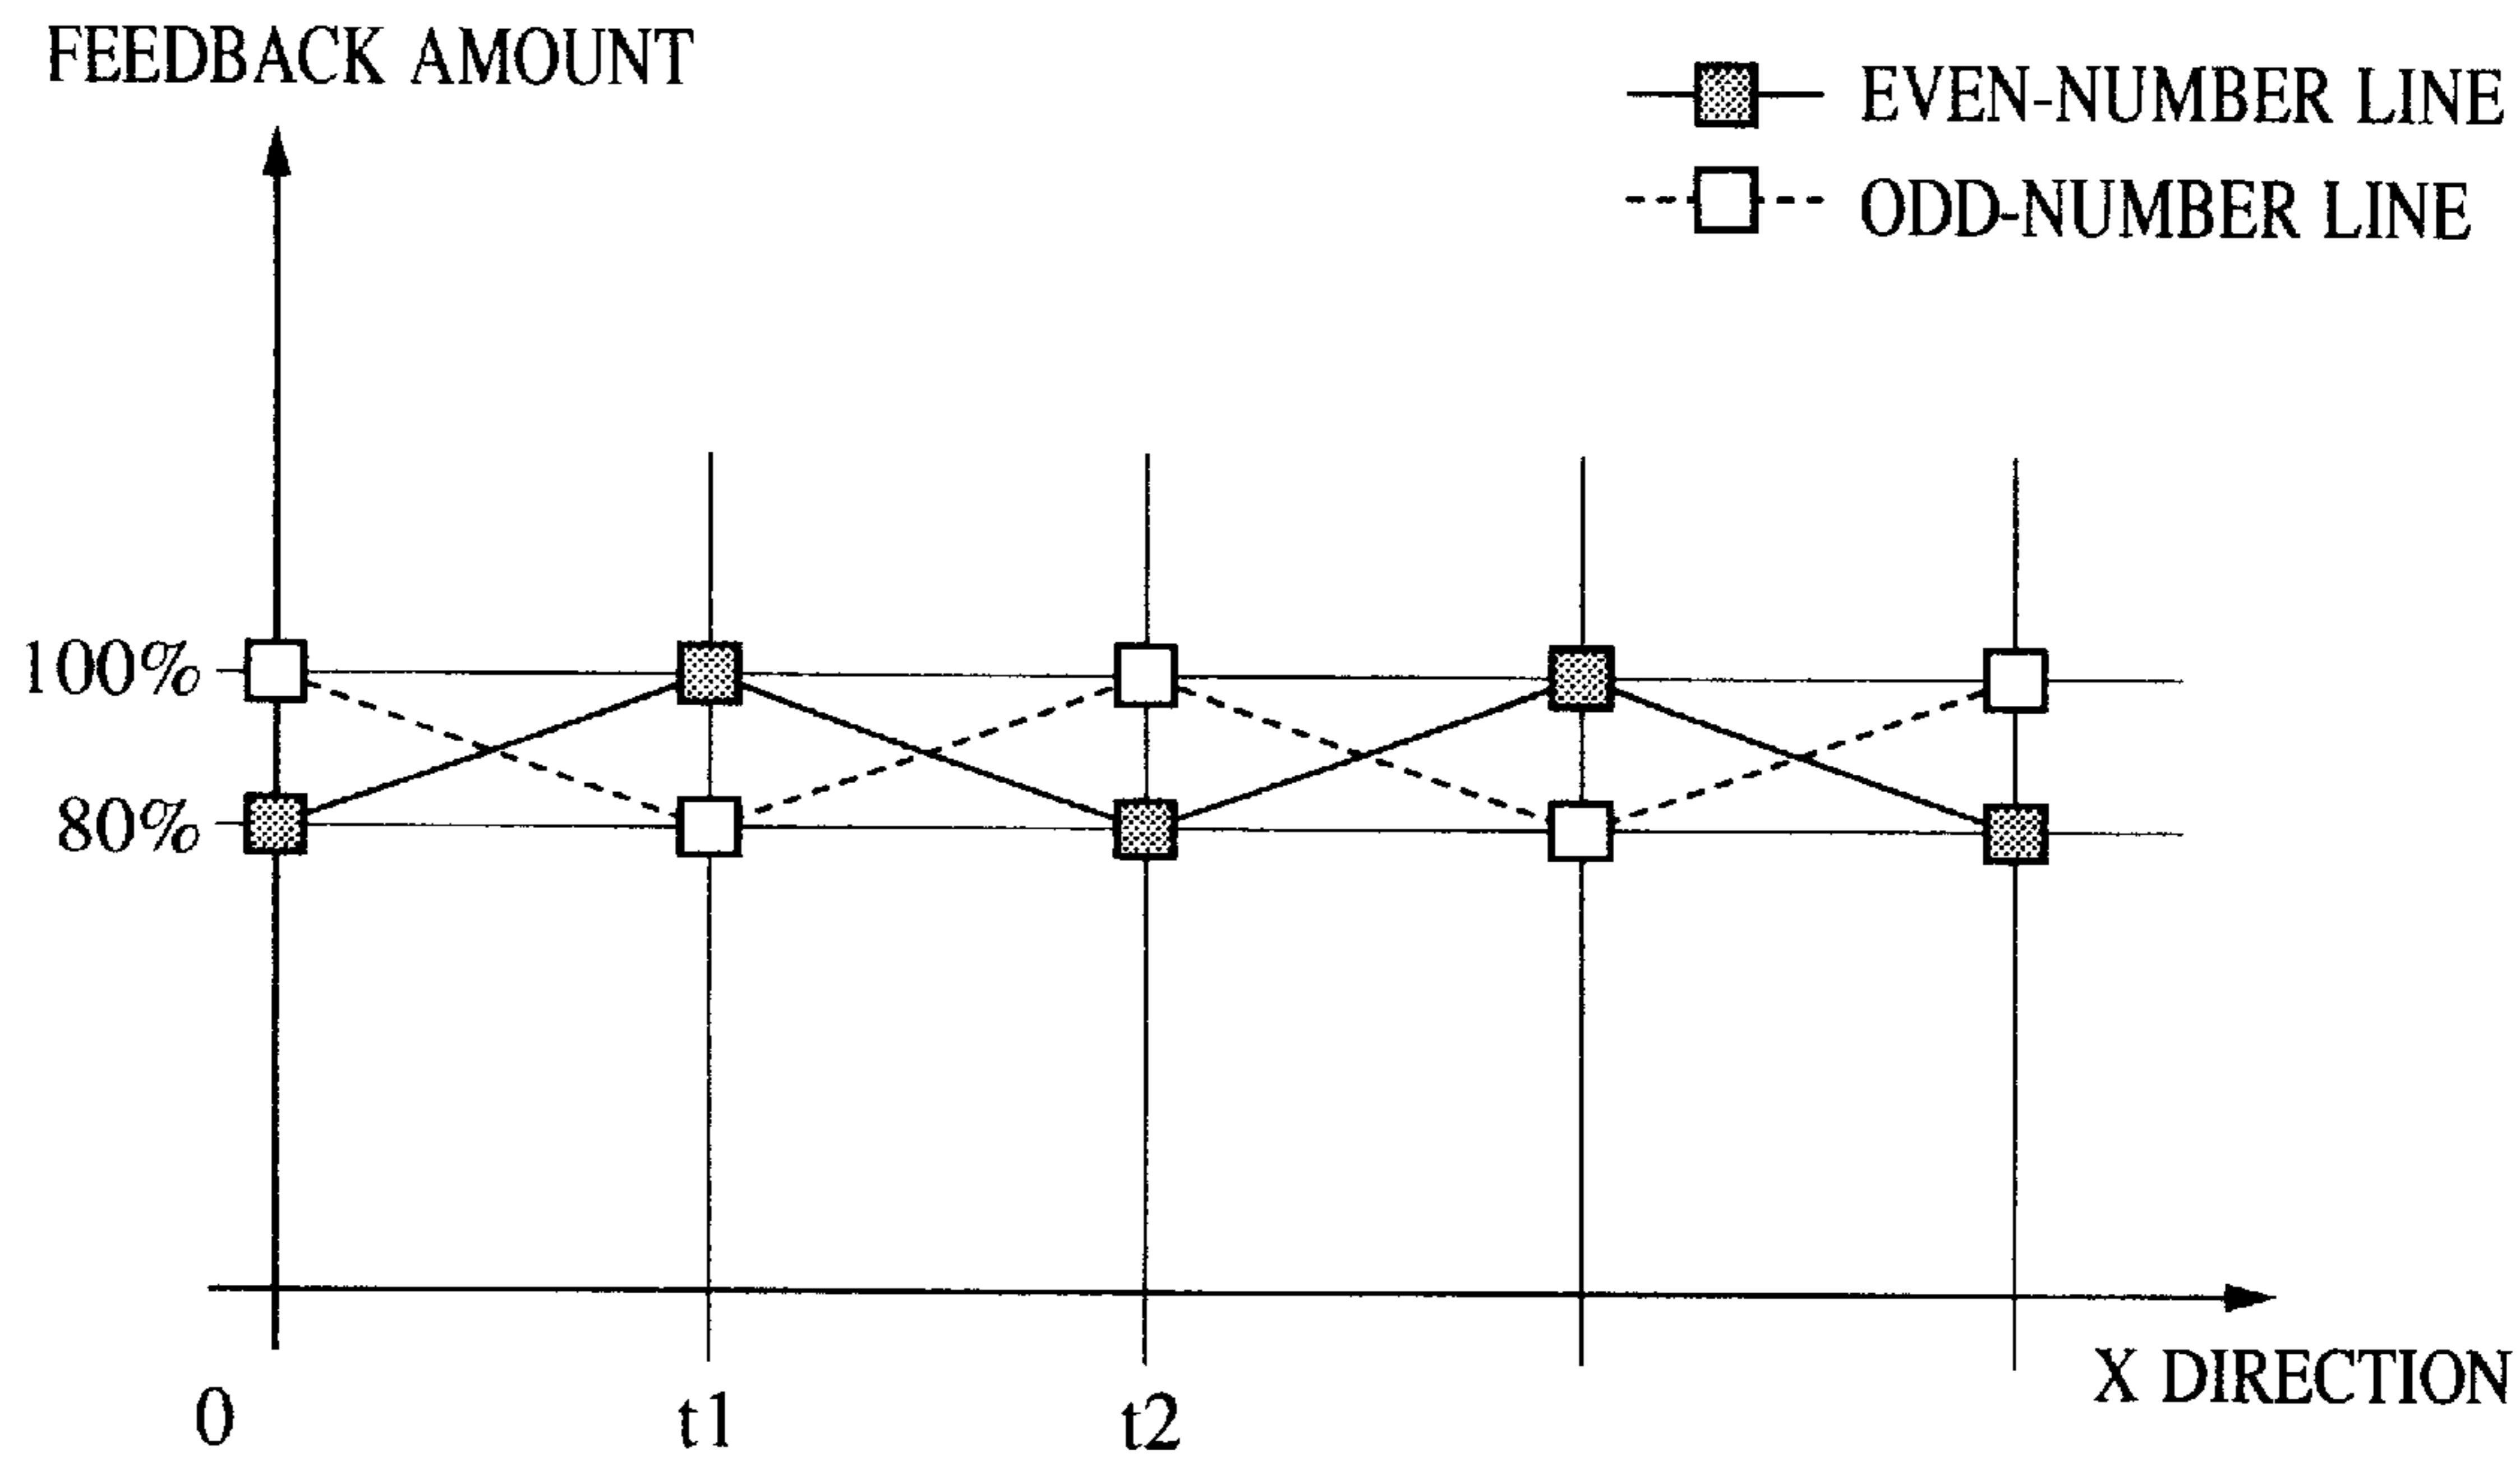 FEEDBACK AMOUNT
EVEN-NUMBER LINE
ODD-NUMBER LINE
100%
80%
0
t1
t2
X DIRECTION